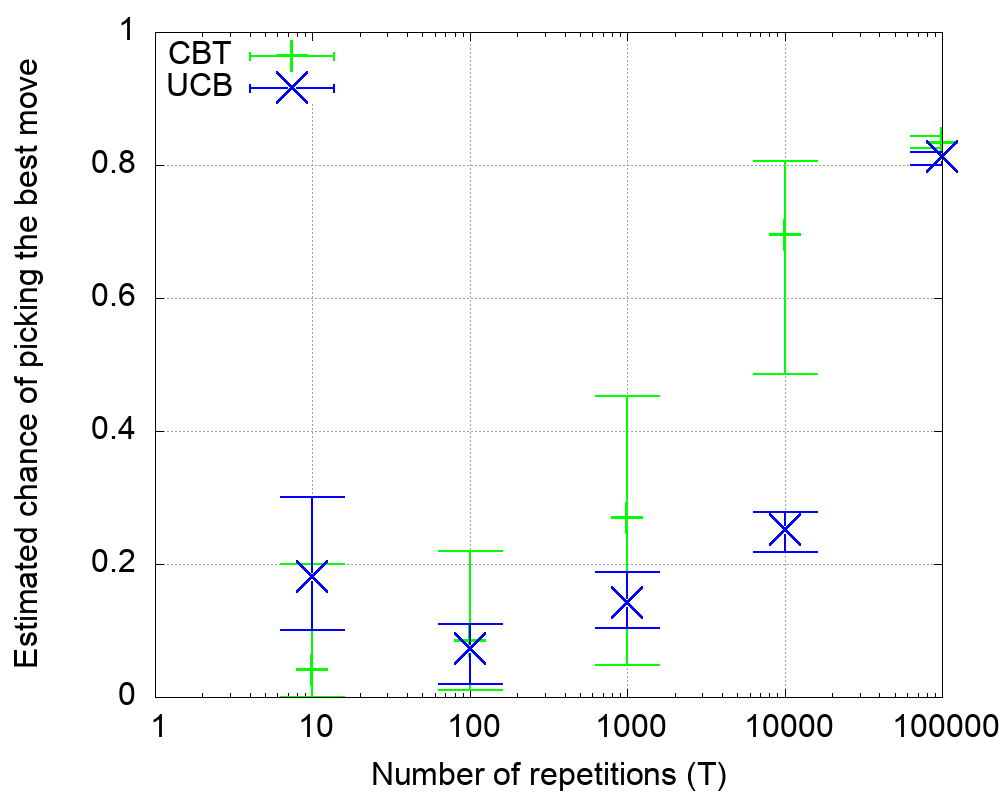 Estimated chance of picking the best move
1
0.8
0.6
0.4
0.2
0
CBT
UCB
1 10 100 1000 10000 100000
Number of repetitions (T)